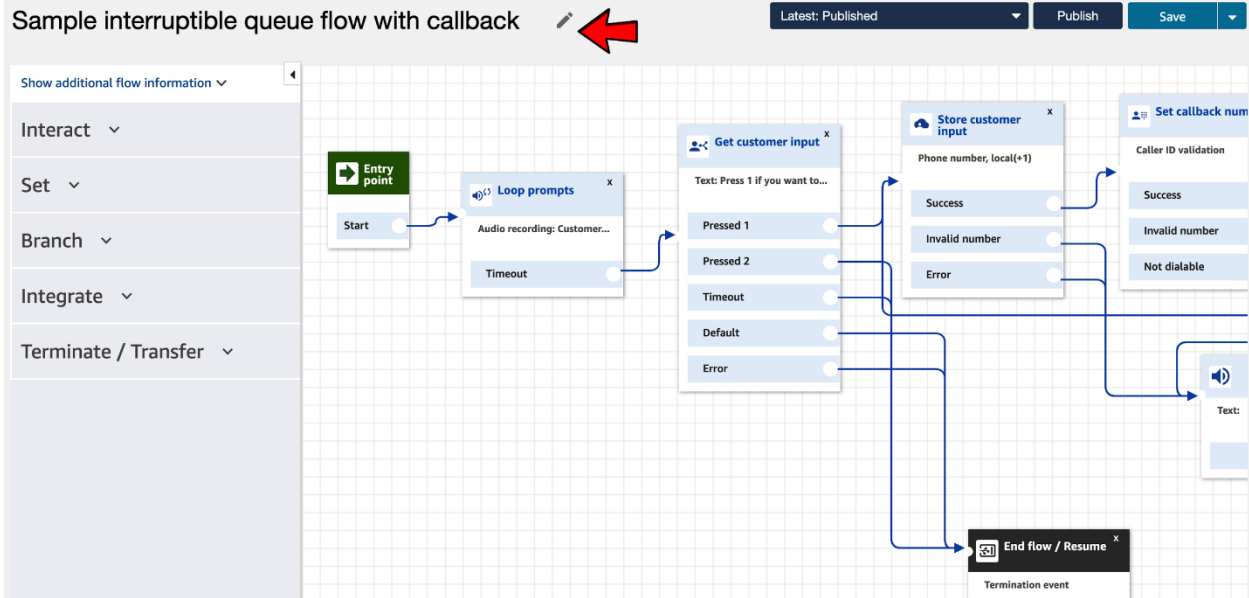 Sample interruptible queue flow with callback
Latest: Published
Publish
Save
Show additional flow information
Interact
Set
Branch
Integrate
Terminate / Transfer
Entry
point
Start
Loop prompts
x
Audio recording: Customer...
Timeout
Get customer input
x
Text: Press 1 if you want to...
Pressed 1
Pressed 2
Timeout
Default
Error
Store customer
input
x
Phone number, local(+1)
Success
Invalid number
Error
Set callback num
Caller ID validation
Success
Invalid number
Not dialable
Text:
End flow / Resume
x
Termination event